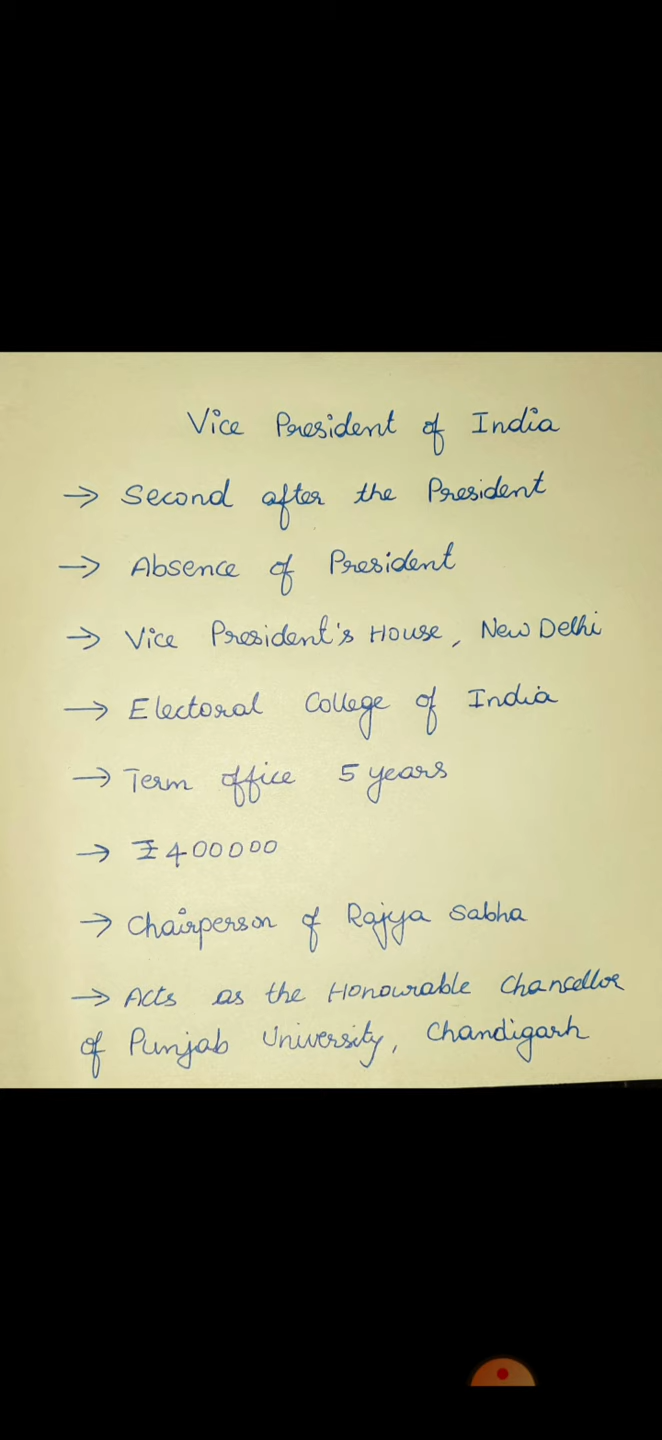 Vice President of India
→ Second after the President
→ Absence of President
→ Vice President's House, New Delhi
→ Electoral College of India
→ Term office 5 years
→ ₹400000
→ Chairperson of Rajya Sabha
→ Acts as the Honourable Chancellor
of Punjab University, Chandigarh